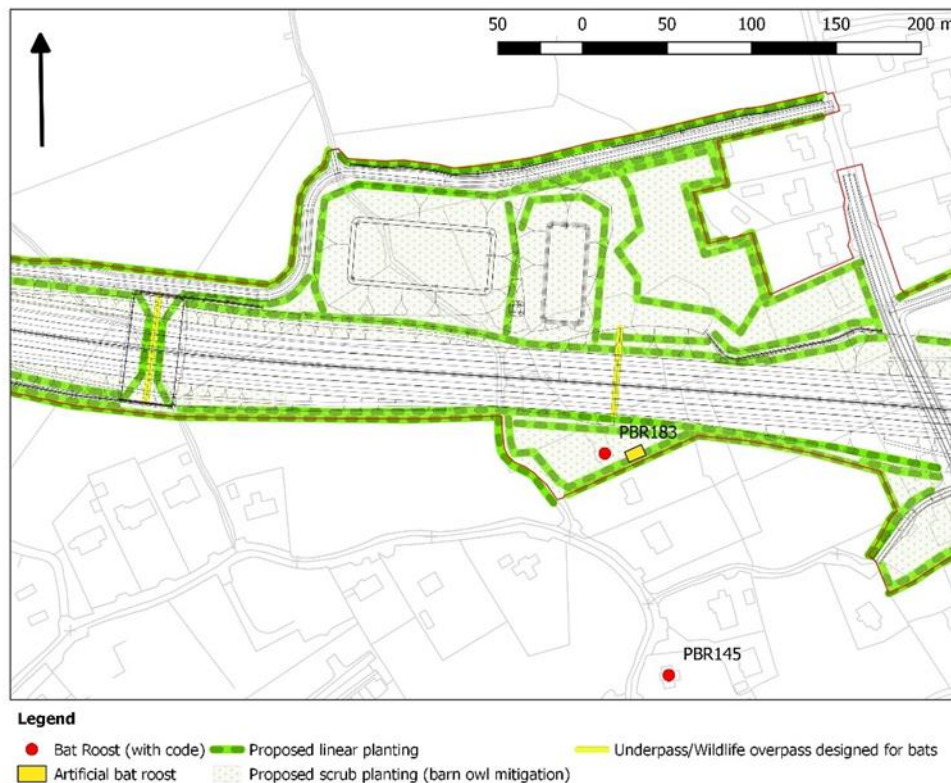 50 0 50 100 150 200 m
PBR183
PBR145
Legend
Bat Roost (with code) Proposed linear planting Underpass/Wildlife overpass designed for bats
Artificial bat roost Proposed scrub planting (barn owl mitigation)